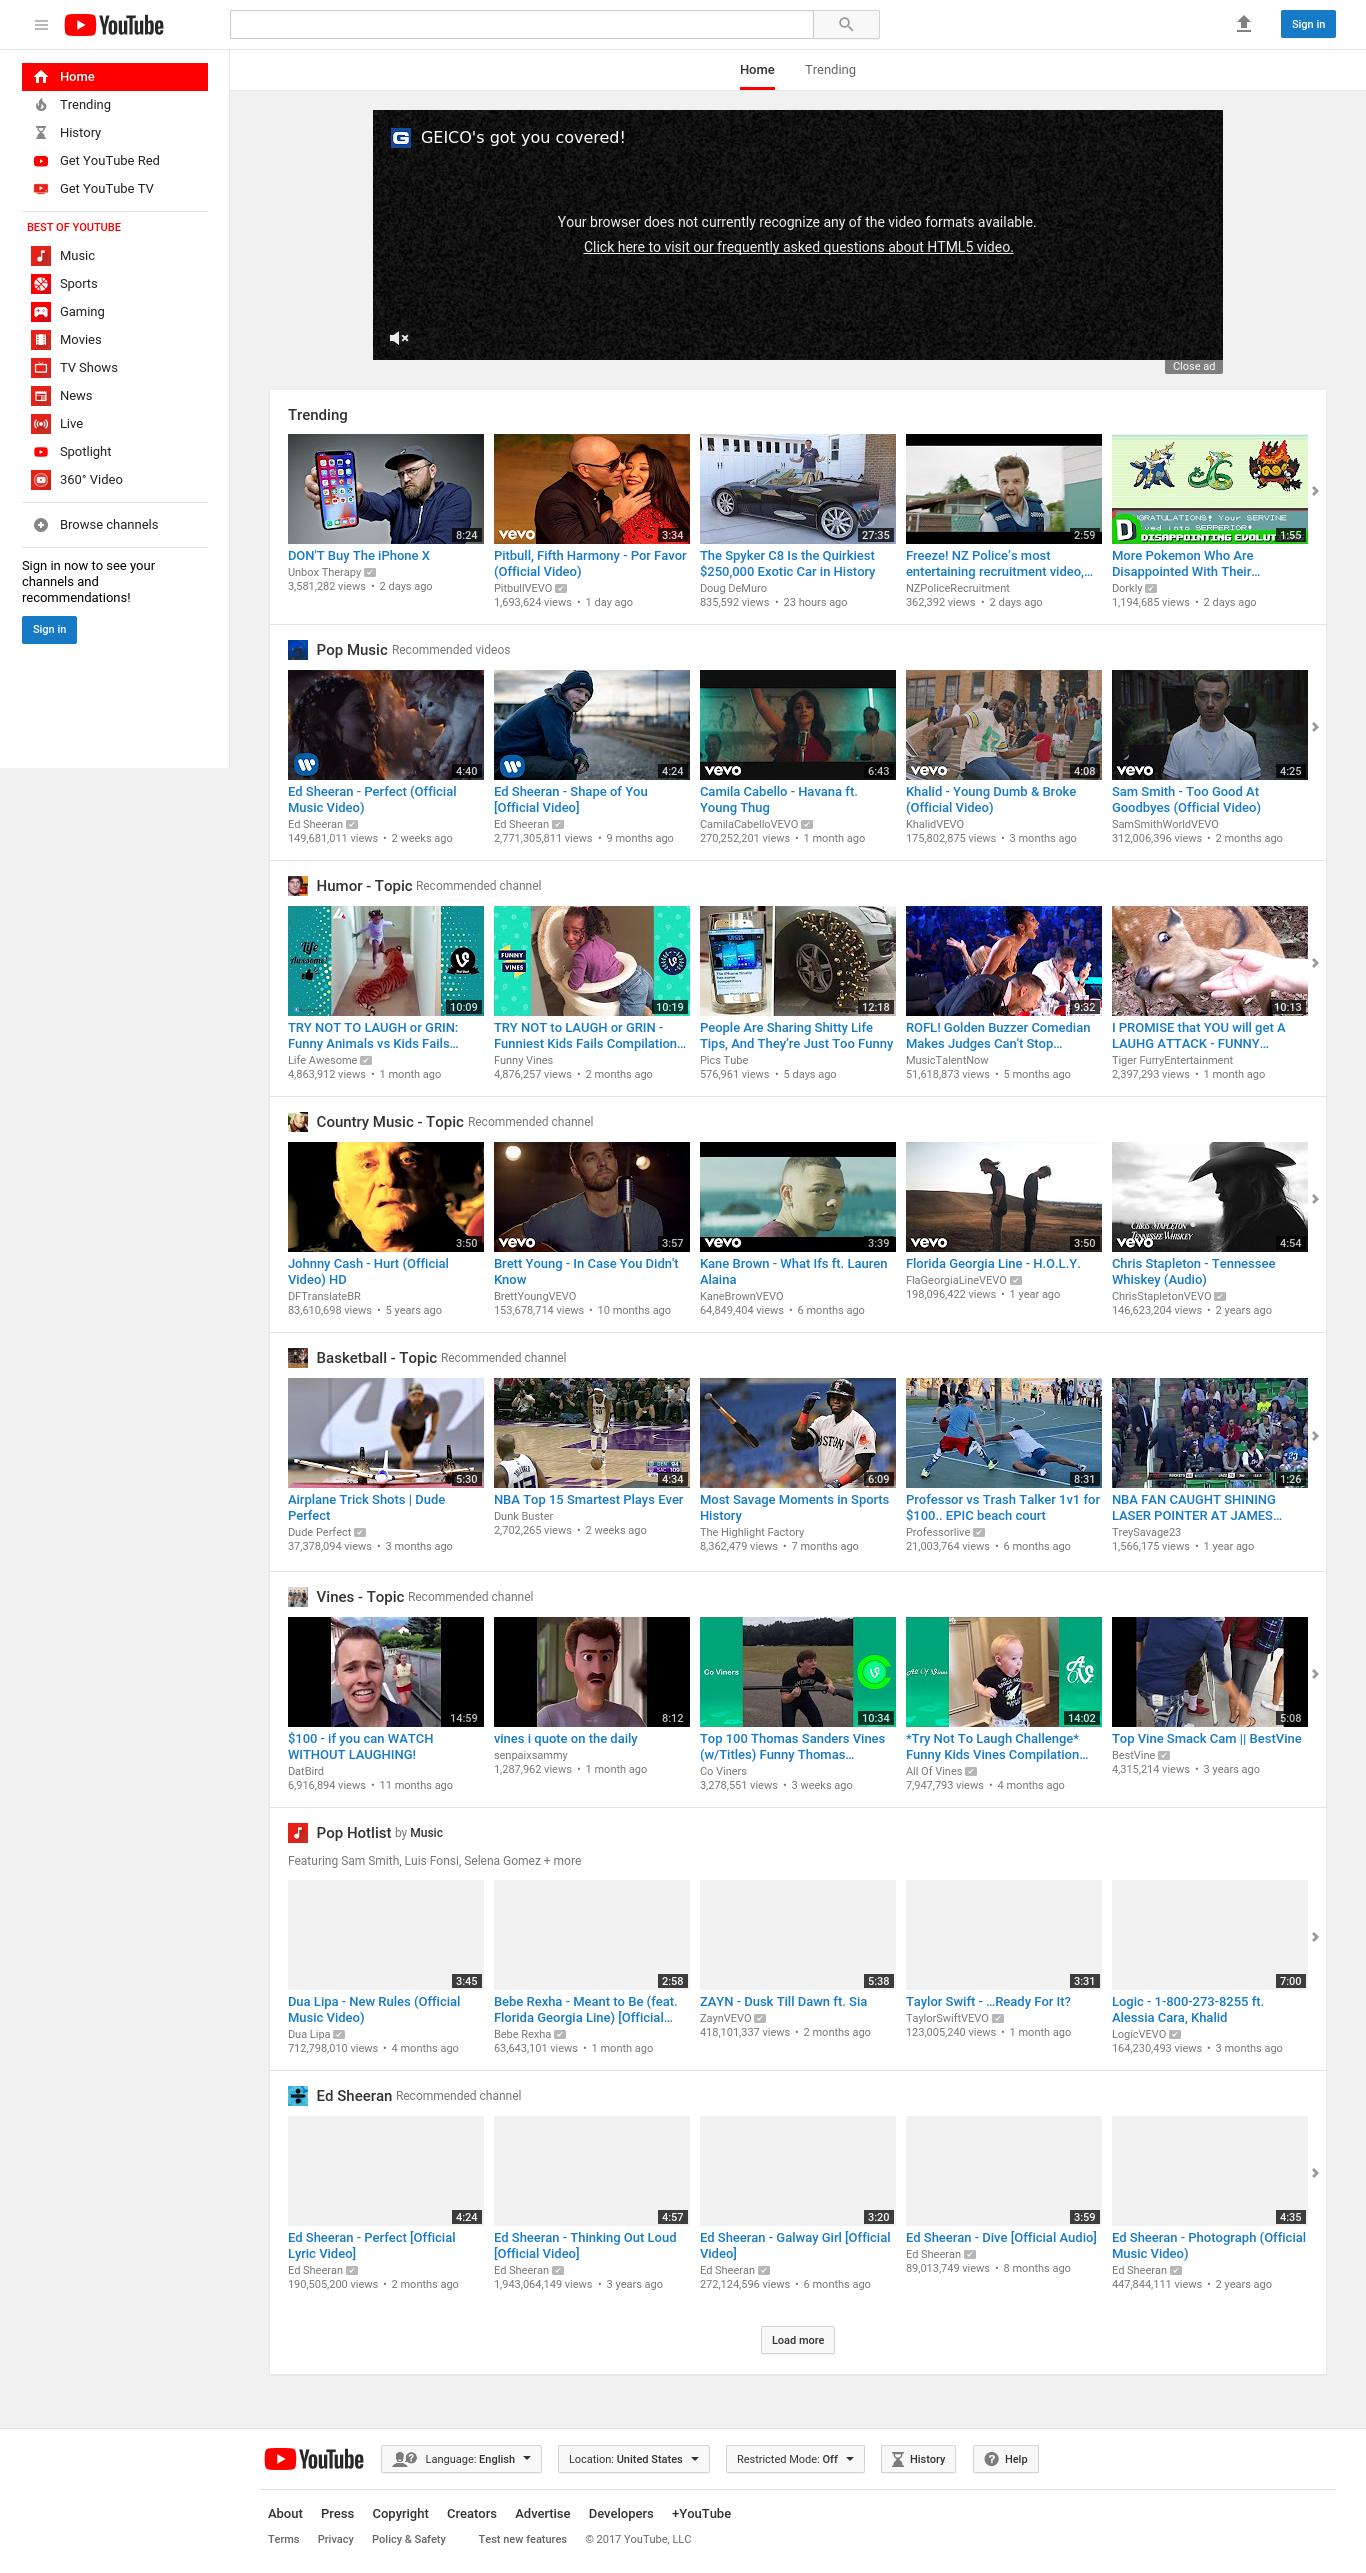 YouTube
Sign in
Home
Trending
History
Get YouTube Red
Get YouTube TV
BEST OF YOUTUBE
Music
Sports
Gaming
Movies
TV Shows
News
Live
Spotlight
360° Video
Browse channels
Sign in now to see your
channels and
recommendations!
Sign in
Home Trending
GEICO's got you covered!
Your browser does not currently recognize any of the video formats available.
Click here to visit our frequently asked questions about HTML5 video.
Close ad
Trending
8:24
DON'T Buy The iPhone X
Unbox Therapy
3,581,282 views • 2 days ago
vevo 3:34
Pitbull, Fifth Harmony - Por Favor
(Official Video)
PitbullVEVO
1,693,624 views • 1 day ago
27:35
The Spyker C8 Is the Quirkiest
$250,000 Exotic Car in History
Doug DeMuro
835,592 views • 23 hours ago
2:59
Freeze! NZ Police's most
entertaining recruitment video,...
NZPoliceRecruitment
362,392 views • 2 days ago
D
DISAPPOINTING EVOLUT
1:55
More Pokemon Who Are
Disappointed With Their...
Dorkly
1,194,685 views • 2 days ago
Pop Music Recommended videos
4:40
Ed Sheeran - Perfect (Official
Music Video)
Ed Sheeran
149,681,011 views • 2 weeks ago
4:24
Ed Sheeran - Shape of You
[Official Video]
Ed Sheeran
2,771,305,811 views • 9 months ago
vevo 6:43
Camila Cabello - Havana ft.
Young Thug
CamilaCabelloVEVO
270,252,201 views • 1 month ago
vevo 4:08
Khalid - Young Dumb & Broke
(Official Video)
KhalidVEVO
175,802,875 views • 3 months ago
vevo 4:25
Sam Smith - Too Good At
Goodbyes (Official Video)
SamSmithWorldVEVO
312,006,396 views • 2 months ago
Humor - Topic Recommended channel
Life
Awesome!
10:09
TRY NOT TO LAUGH or GRIN:
Funny Animals vs Kids Fails...
Life Awesome
4,863,912 views • 1 month ago
FUNNY
VINES
10:19
TRY NOT to LAUGH or GRIN -
Funniest Kids Fails Compilation...
Funny Vines
4,876,257 views • 2 months ago
12:18
People Are Sharing Shitty Life
Tips, And They're Just Too Funny
Pics Tube
576,961 views • 5 days ago
9:32
ROFL! Golden Buzzer Comedian
Makes Judges Can't Stop...
MusicTalentNow
51,618,873 views • 5 months ago
10:13
I PROMISE that YOU will get A
LAUHG ATTACK - FUNNY...
Tiger FurryEntertainment
2,397,293 views • 1 month ago
Country Music - Topic Recommended channel
3:50
Johnny Cash - Hurt (Official
Video) HD
DFTranslateBR
83,610,698 views • 5 years ago
vevo 3:57
Brett Young - In Case You Didn't
Know
BrettYoungVEVO
153,678,714 views • 10 months ago
vevo 3:39
Kane Brown - What Ifs ft. Lauren
Alaina
KaneBrownVEVO
64,849,404 views • 6 months ago
vevo 3:50
Florida Georgia Line - H.O.L.Y.
FlaGeorgiaLineVEVO
198,096,422 views • 1 year ago
CHRIS STAPLETON
TENNESSEE WHISKEY
vevo 4:54
Chris Stapleton - Tennessee
Whiskey (Audio)
ChrisStapletonVEVO
146,623,204 views • 2 years ago
Basketball - Topic Recommended channel
5:30
Airplane Trick Shots | Dude
Perfect
Dude Perfect
37,378,094 views • 3 months ago
4:34
NBA Top 15 Smartest Plays Ever
Dunk Buster
2,702,265 views • 2 weeks ago
6:09
Most Savage Moments in Sports
History
The Highlight Factory
8,362,479 views • 7 months ago
8:31
Professor vs Trash Talker 1v1 for
$100.. EPIC beach court
Professorlive
21,003,764 views • 6 months ago
1:26
NBA FAN CAUGHT SHINING
LASER POINTER AT JAMES...
TreySavage23
1,566,175 views • 1 year ago
Vines - Topic Recommended channel
14:59
$100 - if you can WATCH
WITHOUT LAUGHING!
DatBird
6,916,894 views • 11 months ago
8:12
vines i quote on the daily
senpaixsammy
1,287,962 views • 1 month ago
Co Viners
10:34
Top 100 Thomas Sanders Vines
(w/Titles) Funny Thomas...
Co Viners
3,278,551 views • 3 weeks ago
All Of Vines
14:02
*Try Not To Laugh Challenge*
Funny Kids Vines Compilation...
All Of Vines
7,947,793 views • 4 months ago
5:08
Top Vine Smack Cam || BestVine
BestVine
4,315,214 views • 3 years ago
Pop Hotlist by Music
Featuring Sam Smith, Luis Fonsi, Selena Gomez + more
3:45
Dua Lipa - New Rules (Official
Music Video)
Dua Lipa
712,798,010 views • 4 months ago
2:58
Bebe Rexha - Meant to Be (feat.
Florida Georgia Line) [Official...
Bebe Rexha
63,643,101 views • 1 month ago
5:38
ZAYN - Dusk Till Dawn ft. Sia
ZaynVEVO
418,101,337 views • 2 months ago
3:31
Taylor Swift - ...Ready For It?
TaylorSwiftVEVO
123,005,240 views • 1 month ago
7:00
Logic - 1-800-273-8255 ft.
Alessia Cara, Khalid
LogicVEVO
164,230,493 views • 3 months ago
Ed Sheeran Recommended channel
4:24
Ed Sheeran - Perfect [Official
Lyric Video]
Ed Sheeran
190,505,200 views • 2 months ago
4:57
Ed Sheeran - Thinking Out Loud
[Official Video]
Ed Sheeran
1,943,064,149 views • 3 years ago
3:20
Ed Sheeran - Galway Girl [Official
Video]
Ed Sheeran
272,124,596 views • 6 months ago
3:59
Ed Sheeran - Dive [Official Audio]
Ed Sheeran
89,013,749 views • 8 months ago
4:35
Ed Sheeran - Photograph (Official
Music Video)
Ed Sheeran
447,844,111 views • 2 years ago
Load more
YouTube Language: English Location: United States Restricted Mode: Off History Help
About Press Copyright Creators Advertise Developers +YouTube
Terms Privacy Policy & Safety Test new features © 2017 YouTube, LLC